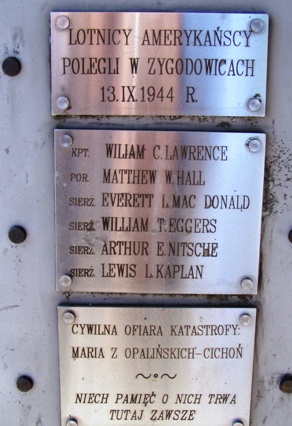 LOTNICY AMERYKAŃSCY
POLEGLI W ZYGODOWICACH
13.IX.1944 R.
KPT. WILIAM C. LAWRENCE
POR. MATTHEW W. HALL
SIERŻ. EVERETT L. MAC DONALD
SIERŻ. WILLIAM T. EGGERS
SIERŻ. ARTHUR E. NITSCHE
SIERŻ. LEWIS L. KAPLAN
CYWILNA OFIARA KATASTROFY:
MARIA Z OPALIŃSKICH-CICHOŃ
NIECH PAMIĘĆ O NICH TRWA
TUTAJ ZAWSZE